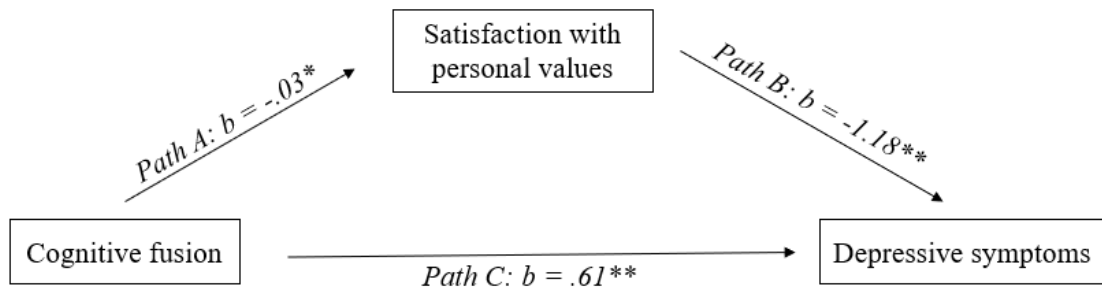 Satisfaction with
personal values
Path A: b = -.03*
Path B: b = -1.18**
Cognitive fusion
Depressive symptoms
Path C: b = .61**